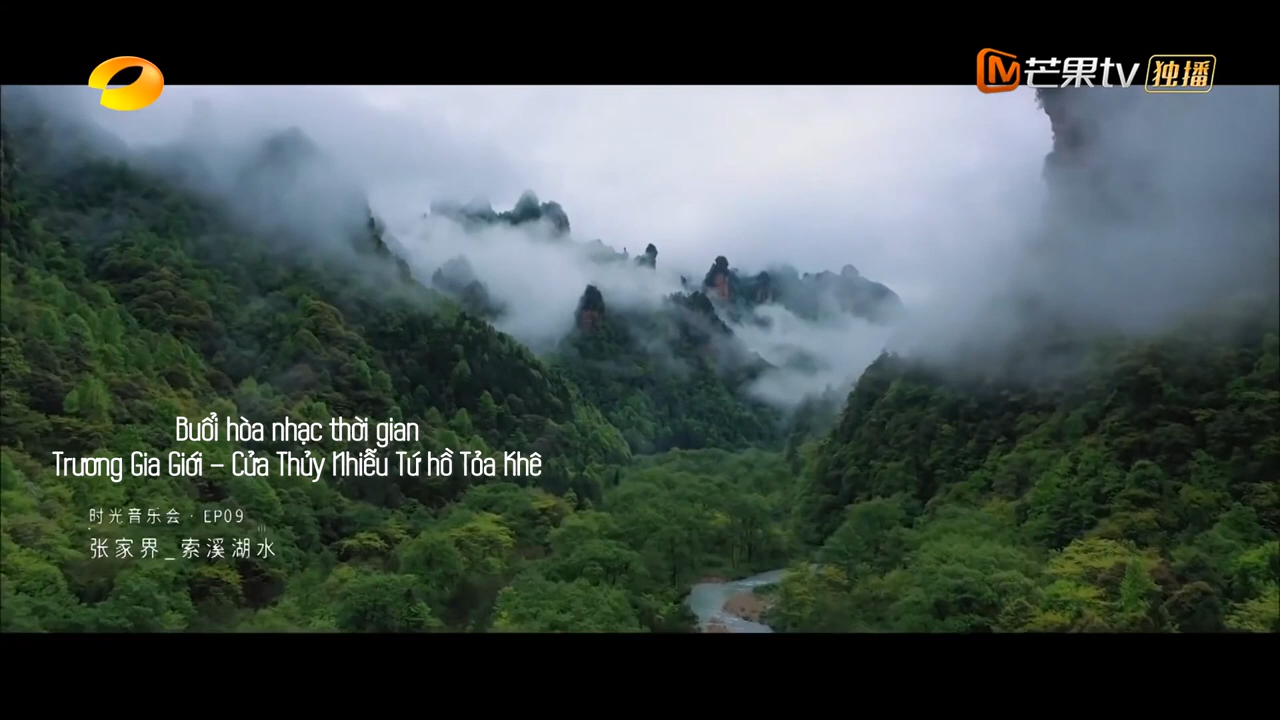 芒果tv 独播
Buổi hòa nhạc thời gian
Trương Gia Giới – Cửa Thủy Nhiễu Tứ hồ Tỏa Khê
时光音乐会 · EP09
张家界_索溪湖水